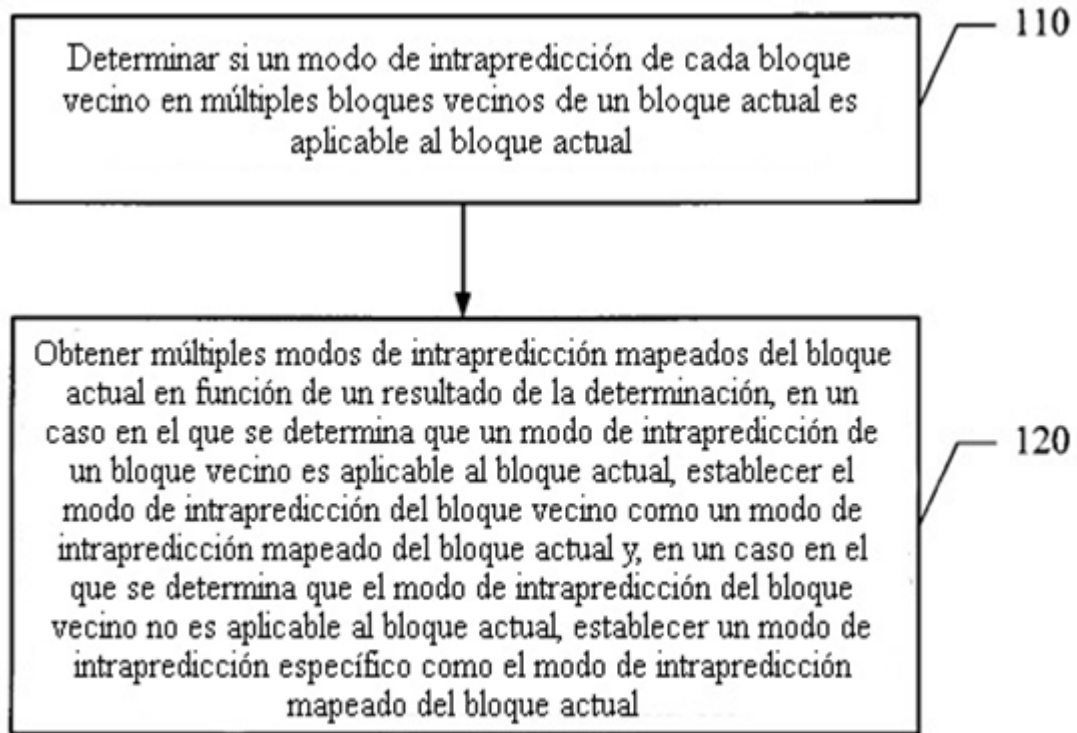 110
Determinar si un modo de intrapredicción de cada bloque
vecino en múltiples bloques vecinos de un bloque actual es
aplicable al bloque actual
Obtener múltiples modos de intrapredicción mapeados del bloque
actual en función de un resultado de la determinación, en un
caso en el que se determina que un modo de intrapredicción de
un bloque vecino es aplicable al bloque actual, establecer el
modo de intrapredicción del bloque vecino como un modo de
intrapredicción mapeado del bloque actual y, en un caso en el
que se determina que el modo de intrapredicción del bloque
vecino no es aplicable al bloque actual, establecer un modo de
intrapredicción específico como el modo de intrapredicción
mapeado del bloque actual
120